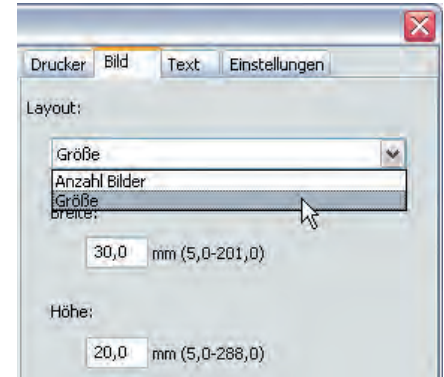 Drucker Bild Text Einstellungen
Layout:
Größe
Anzahl Bilder
Größe
Breite:
30,0 mm (5,0-201,0)
Höhe:
20,0 mm (5,0-288,0)